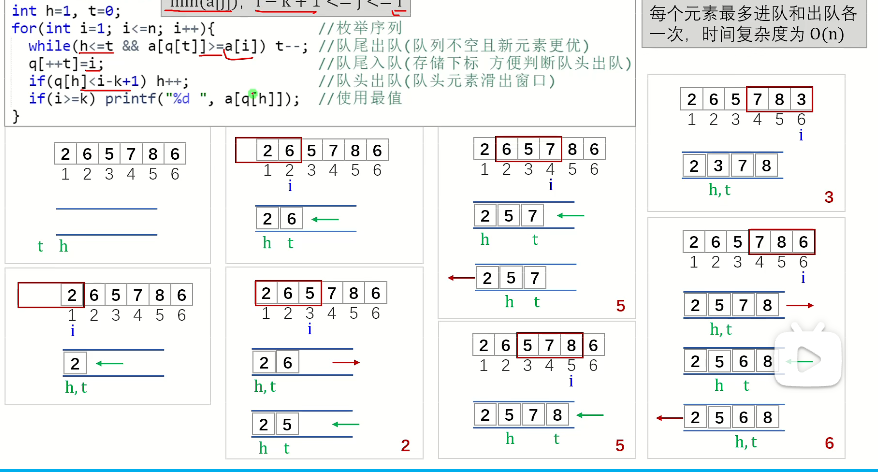 min(a[j]), i - k + 1 <= j <= i
int h=1, t=0;
for(int i=1; i<=n; i++){ //枚举序列
while(h<=t && a[q[t]]>=a[i]) t--; //队尾出队(队列不空且新元素更优)
q[++t]=i; //队尾入队(存储下标 方便判断队头出队)
if(q[h]<i-k+1) h++; //队头出队(队头元素滑出窗口)
if(i>=k) printf("%d ", a[q[h]]); //使用最值
}
每个元素最多进队和出队各
一次，时间复杂度为 O(n)
2 6 5 7 8 6
1 2 3 4 5 6
t h
2 6 5 7 8 6
1 2 3 4 5 6
i
2 6
h t
2 6 5 7 8 6
1 2 3 4 5 6
i
2 5 7
h t
2 5 7
h t
5
2 6 5 7 8 3
1 2 3 4 5 6
i
2 3 7 8
h,t
3
2 6 5 7 8 6
1 2 3 4 5 6
i
2
h,t
2 6 5 7 8 6
1 2 3 4 5 6
i
2 6
h,t
2 5
h t
2
2 6 5 7 8 6
1 2 3 4 5 6
i
2 5 7 8
h t
5
2 6 5 7 8 6
1 2 3 4 5 6
i
2 5 7 8
h,t
2 5 6 8
h t
2 5 6 8
h,t
6